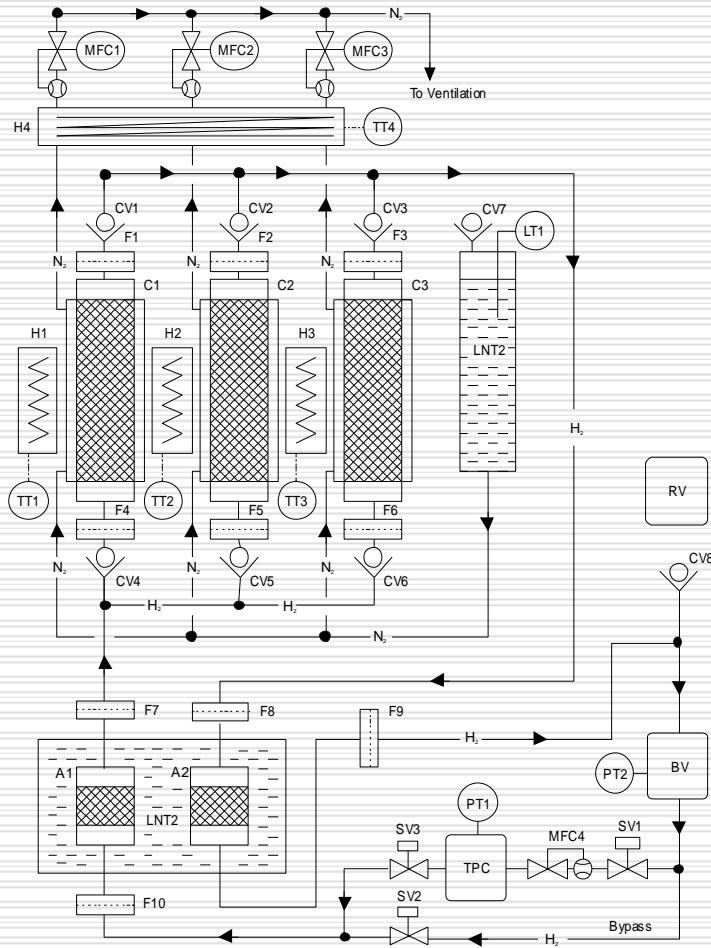 N₂
MFC1
MFC2
MFC3
To Ventilation
H4
TT4
CV1
CV2
CV3
CV7
F1
F2
F3
LT1
N₂
N₂
N₂
C1
C2
C3
H1
H2
H3
LNT2
H₂
TT1
TT2
TT3
RV
F4
F5
F6
N₂
N₂
N₂
CV4
CV5
CV6
CV8
H₂
H₂
N₂
F7
F8
F9
H₂
A1
A2
BV
PT2
LNT2
PT1
SV3
MFC4
SV1
TPC
F10
SV2
Bypass
H₂